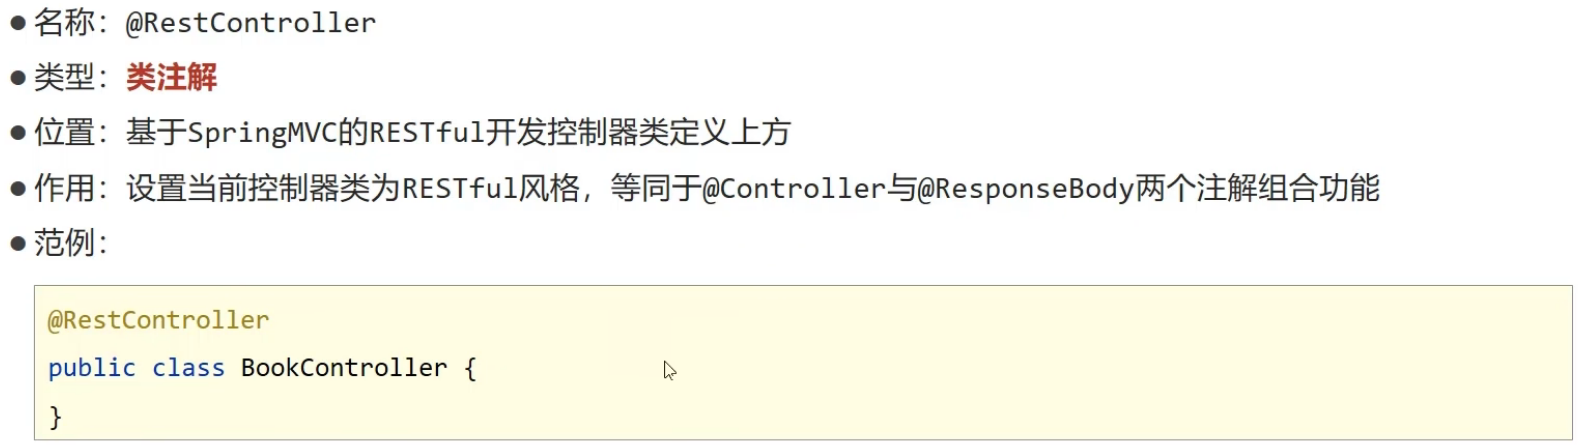 ● 名称：@RestController
● 类型：类注解
● 位置：基于SpringMVC的RESTful开发控制器类定义上方
● 作用：设置当前控制器类为RESTful风格，等同于@Controller与@ResponseBody两个注解组合功能
● 范例：
@RestController
public class BookController {
}